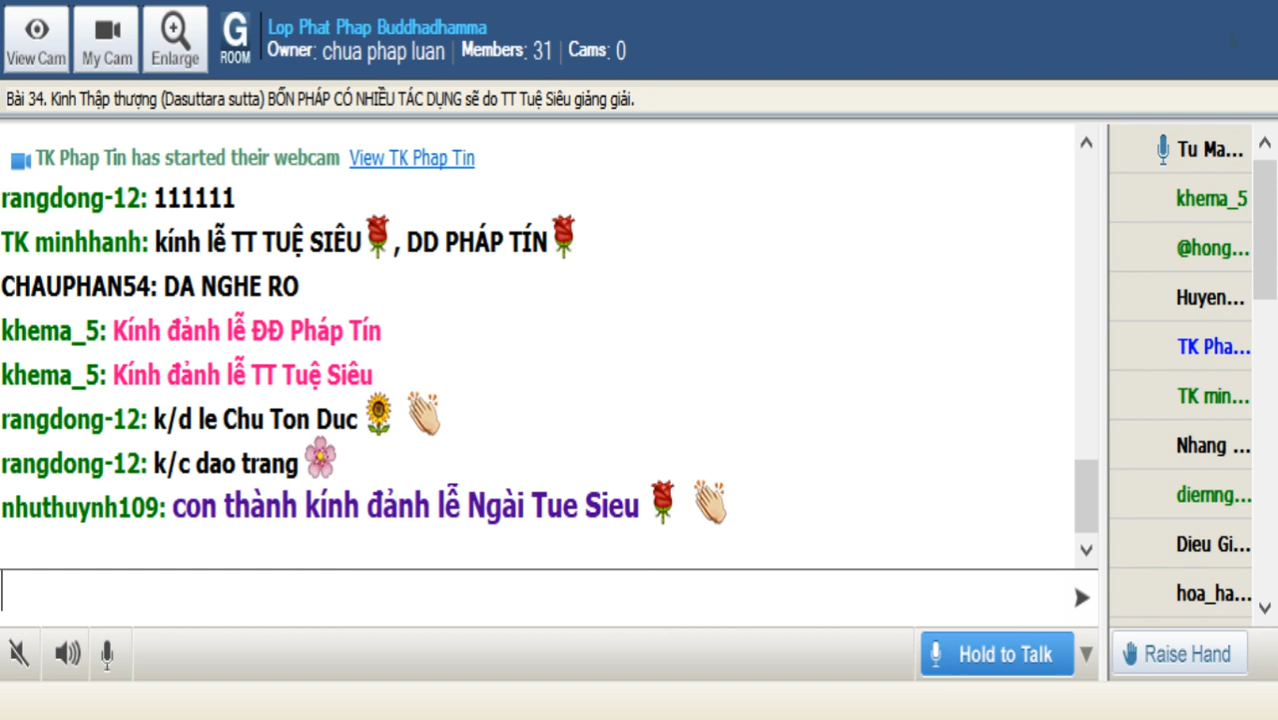 View Cam
My Cam
Enlarge
G
ROOM
Lop Phat Phap Buddhadhamma
Owner: chua phap luan | Members: 31 | Cams: 0
Bài 34. Kinh Thập thượng (Dasuttara sutta) BỐN PHÁP CÓ NHIỀU TÁC DỤNG sẽ do TT Tuệ Siêu giảng giải.
TK Phap Tin has started their webcam View TK Phap Tin
rangdong-12: 111111
TK minhhanh: kính lễ TT TUỆ SIÊU🌹, DD PHÁP TÍN🌹
CHAUPHAN54: DA NGHE RO
khema_5: Kính đảnh lễ ĐĐ Pháp Tín
khema_5: Kính đảnh lễ TT Tuệ Siêu
rangdong-12: k/d le Chu Ton Duc🌻 👏
rangdong-12: k/c dao trang🌸
nhuthuynh109: con thành kính đảnh lễ Ngài Tue Sieu 🌹 👏
Tu Ma...
khema_5
@hong...
Huyen...
TK Pha...
TK min...
Nhang ...
diemng...
Dieu Gi...
hoa_ha...
Hold to Talk
Raise Hand